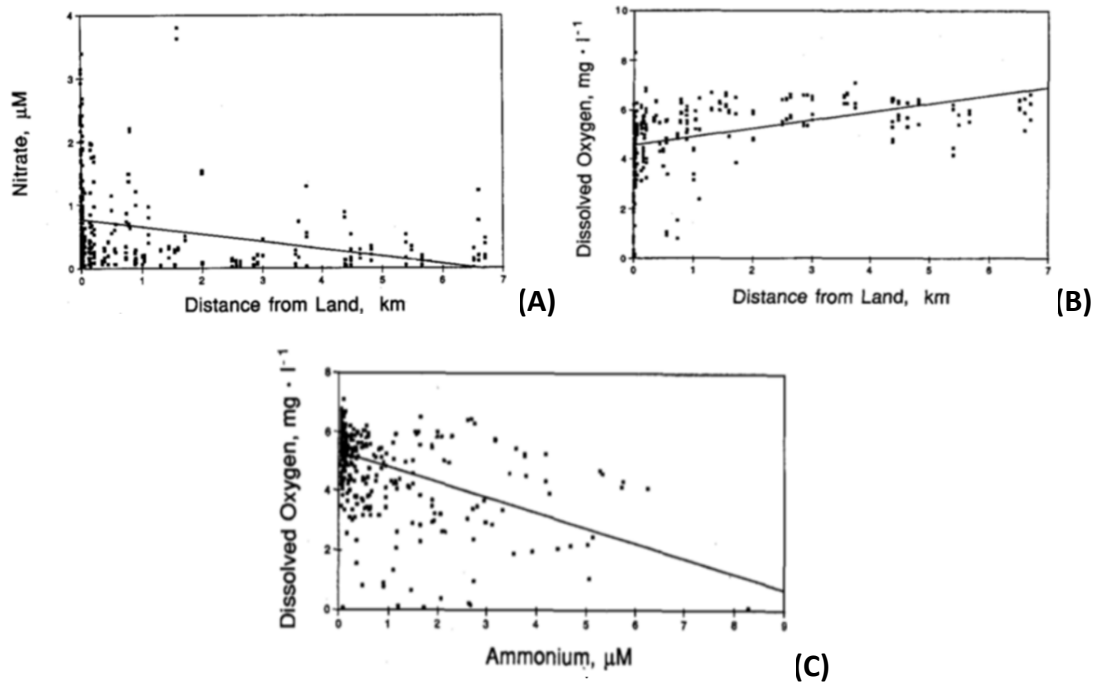 4
3
2
1
0
Nitrate, μM
0 1 2 3 4 5 6 7
Distance from Land, km
(A)
10
8
6
4
2
0
Dissolved Oxygen, mg · l⁻¹
0 1 2 3 4 5 6 7
Distance from Land, km
(B)
8
6
4
2
0
Dissolved Oxygen, mg · l⁻¹
0 1 2 3 4 5 6 7 8 9
Ammonium, μM
(C)